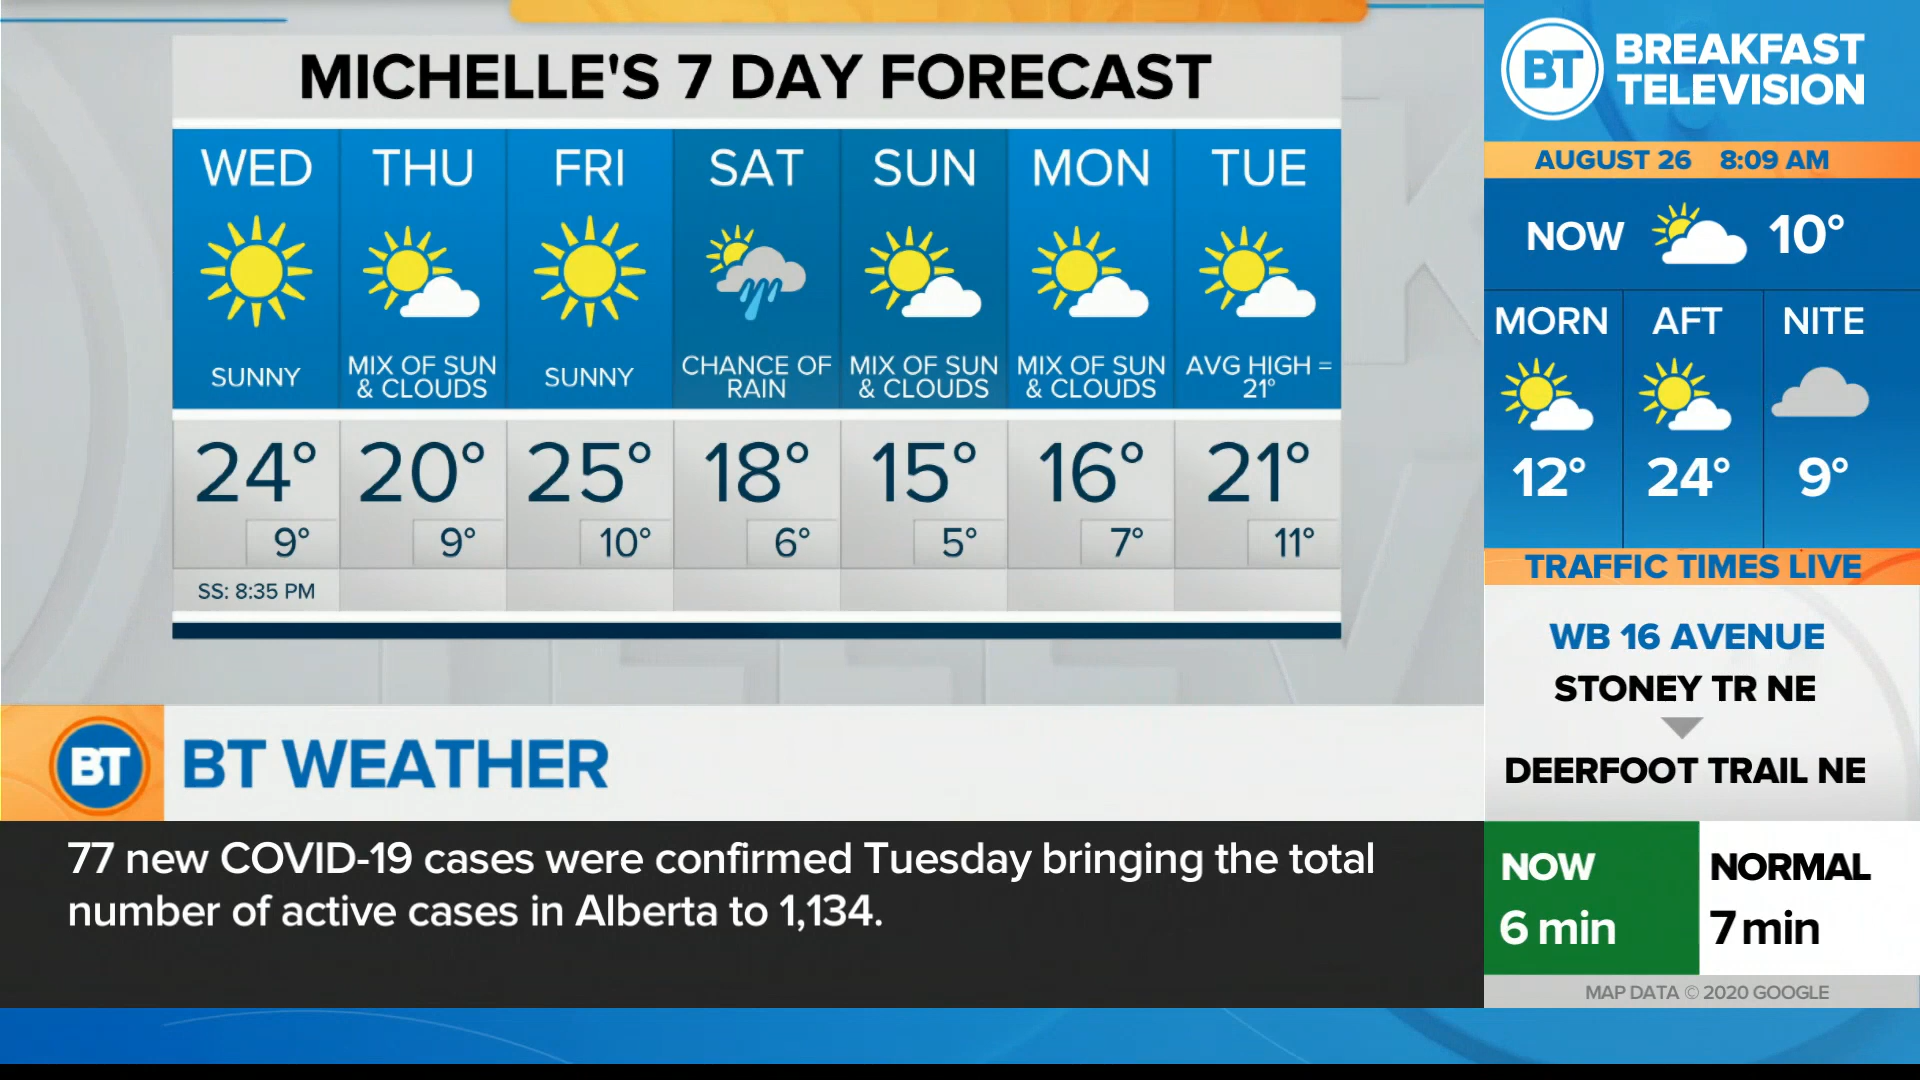 MICHELLE'S 7 DAY FORECAST
WED THU FRI SAT SUN MON TUE
SUNNY
MIX OF SUN
& CLOUDS
SUNNY
CHANCE OF
RAIN
MIX OF SUN
& CLOUDS
MIX OF SUN
& CLOUDS
AVG HIGH =
21°
24° 20° 25° 18° 15° 16° 21°
9° 9° 10° 6° 5° 7° 11°
SS: 8:35 PM
BT BT WEATHER
77 new COVID-19 cases were confirmed Tuesday bringing the total
number of active cases in Alberta to 1,134.
BT
BREAKFAST
TELEVISION
AUGUST 26 8:09 AM
NOW 10°
MORN AFT NITE
12° 24° 9°
TRAFFIC TIMES LIVE
WB 16 AVENUE
STONEY TR NE
DEERFOOT TRAIL NE
NOW NORMAL
6 min 7 min
MAP DATA © 2020 GOOGLE